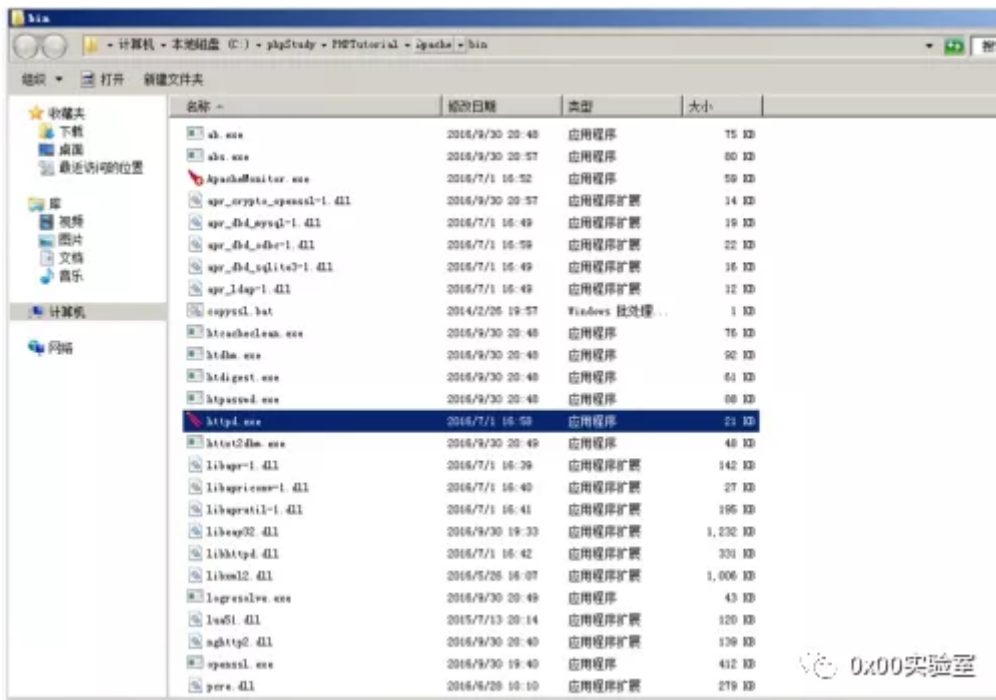 bin
计算机 本地磁盘 (C:) phpStudy PHPTutorial Apache bin
组织 打开 新建文件夹
名称 修改日期 类型 大小
收藏夹
下载
桌面
最近访问的位置
库
视频
图片
文档
音乐
计算机
网络
ab.exe 2016/9/30 20:48 应用程序 75 KB
abs.exe 2016/9/30 20:57 应用程序 80 KB
ApacheMonitor.exe 2016/7/1 16:52 应用程序 59 KB
apr_crypto_openssl-1.dll 2016/9/30 20:57 应用程序扩展 14 KB
apr_dbd_mysql-1.dll 2016/7/1 16:49 应用程序扩展 19 KB
apr_dbd_odbc-1.dll 2016/7/1 16:59 应用程序扩展 22 KB
apr_dbd_sqlite3-1.dll 2016/7/1 16:49 应用程序扩展 16 KB
apr_ldap-1.dll 2016/7/1 16:49 应用程序扩展 12 KB
copyssl.bat 2014/2/26 19:57 Windows 批处理... 1 KB
htcacheclean.exe 2016/9/30 20:48 应用程序 76 KB
htdbm.exe 2016/9/30 20:48 应用程序 92 KB
htdigest.exe 2016/9/30 20:48 应用程序 61 KB
htpasswd.exe 2016/9/30 20:48 应用程序 88 KB
httpd.exe 2016/7/1 16:50 应用程序 21 KB
httxt2dbm.exe 2016/9/30 20:49 应用程序 48 KB
libapr-1.dll 2016/7/1 16:39 应用程序扩展 142 KB
libapriconv-1.dll 2016/7/1 16:40 应用程序扩展 27 KB
libaprutil-1.dll 2016/7/1 16:41 应用程序扩展 195 KB
libeay32.dll 2016/9/30 19:33 应用程序扩展 1,232 KB
libhttpd.dll 2016/7/1 16:42 应用程序扩展 331 KB
libxml2.dll 2016/5/26 16:07 应用程序扩展 1,006 KB
logresolve.exe 2016/9/30 20:49 应用程序 43 KB
lua51.dll 2015/7/13 20:14 应用程序扩展 120 KB
nghttp2.dll 2016/9/30 20:40 应用程序扩展 139 KB
openssl.exe 2016/9/30 19:40 应用程序 412 KB
pcre.dll 2016/6/28 10:10 应用程序扩展 279 KB
0x00实验室